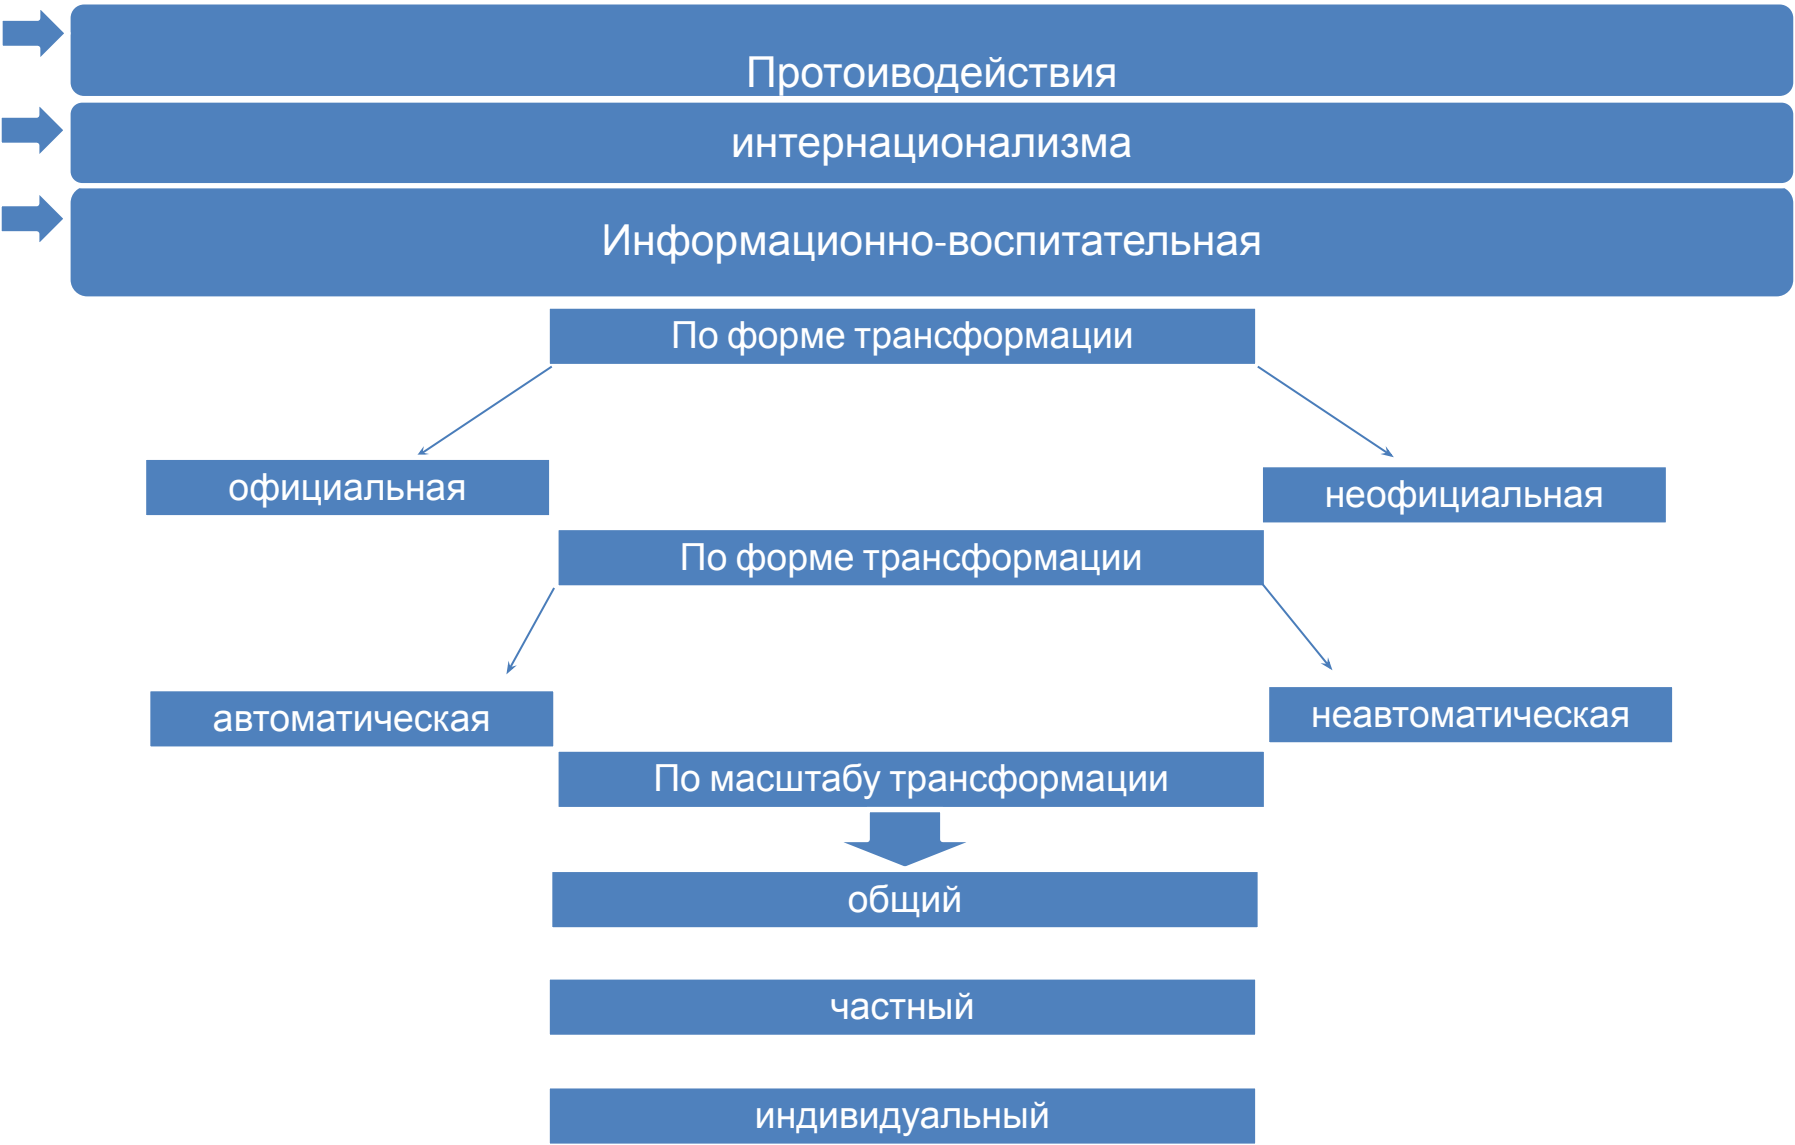 Протоиводействия
интернационализма
Информационно-воспитательная
По форме трансформации
официальная
неофициальная
По форме трансформации
автоматическая
неавтоматическая
По масштабу трансформации
общий
частный
индивидуальный